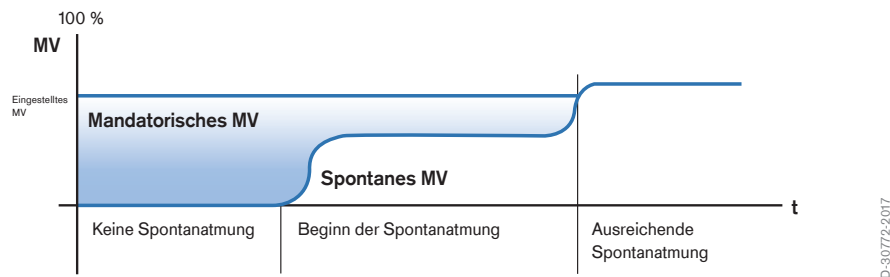 100 %
MV
Eingestelltes
MV
Mandatorisches MV
Spontanes MV
t
Keine Spontanatmung
Beginn der Spontanatmung
Ausreichende
Spontanatmung
D-30772-2017